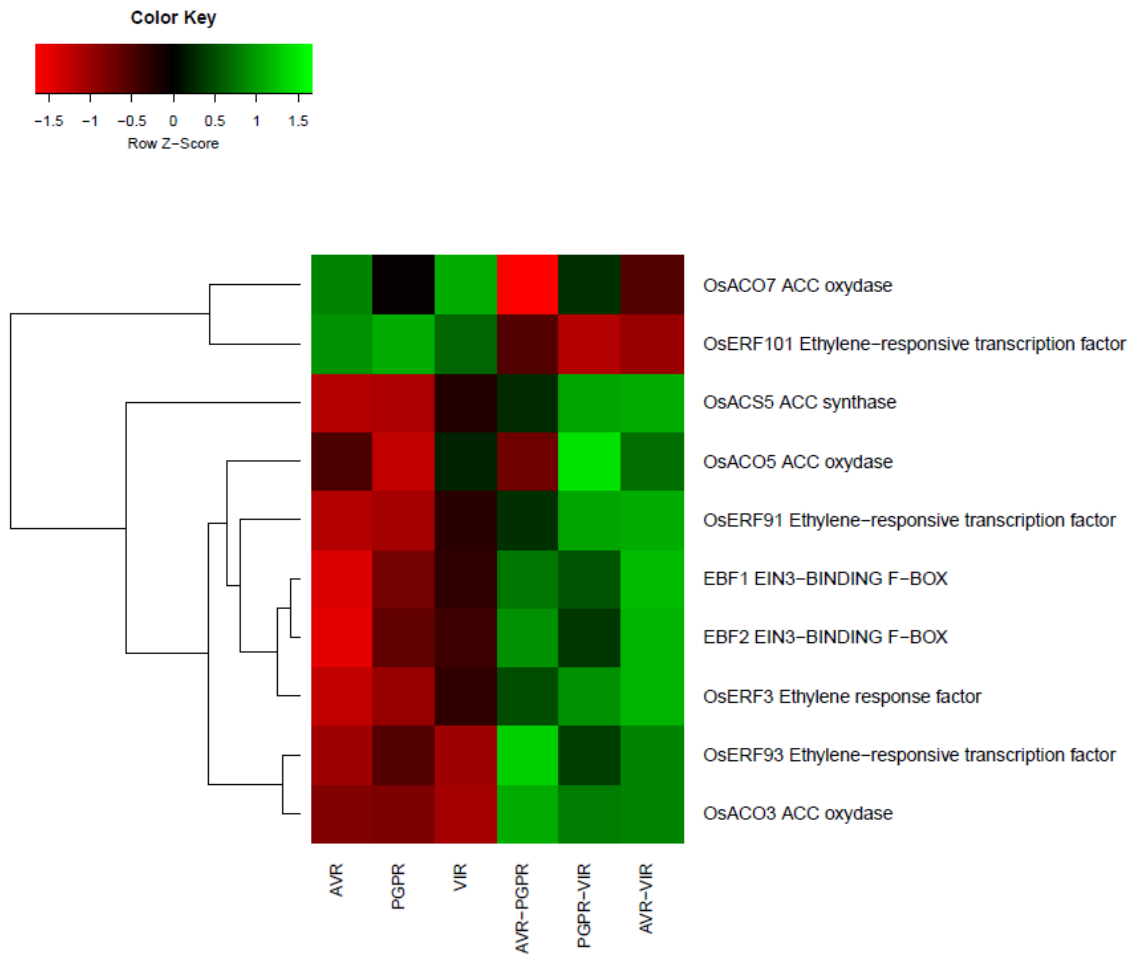 Color Key
−1.5 −1 −0.5 0 0.5 1 1.5
Row Z−Score
OsACO7 ACC oxydase
OsERF101 Ethylene−responsive transcription factor
OsACS5 ACC synthase
OsACO5 ACC oxydase
OsERF91 Ethylene−responsive transcription factor
EBF1 EIN3−BINDING F−BOX
EBF2 EIN3−BINDING F−BOX
OsERF3 Ethylene response factor
OsERF93 Ethylene−responsive transcription factor
OsACO3 ACC oxydase
AVR
PGPR
VIR
AVR−PGPR
PGPR−VIR
AVR−VIR